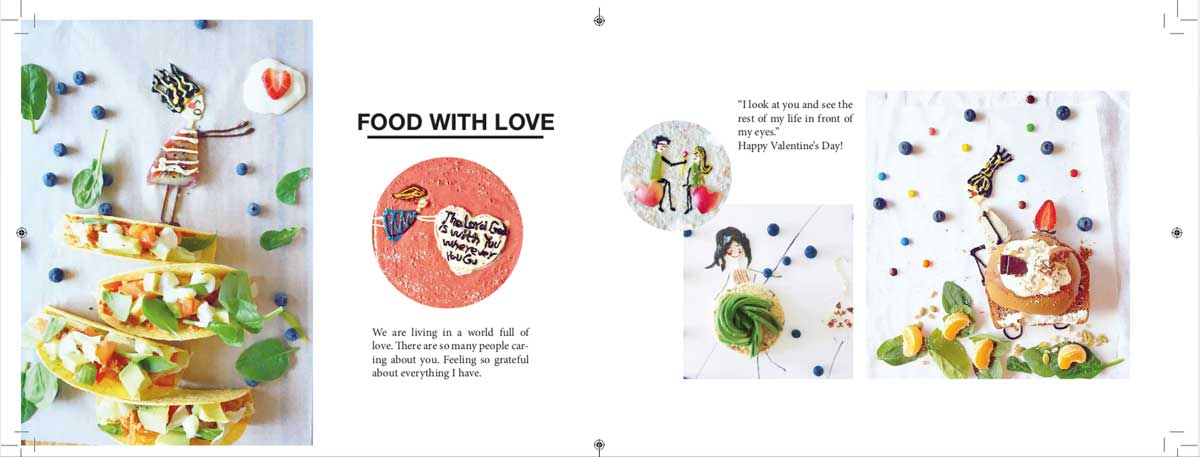 FOOD WITH LOVE
The Lord God
is with You
wherever
You Go
We are living in a world full of
love. There are so many people car-
ing about you. Feeling so grateful
about everything I have.
“I look at you and see the
rest of my life in front of
my eyes.”
Happy Valentine’s Day!